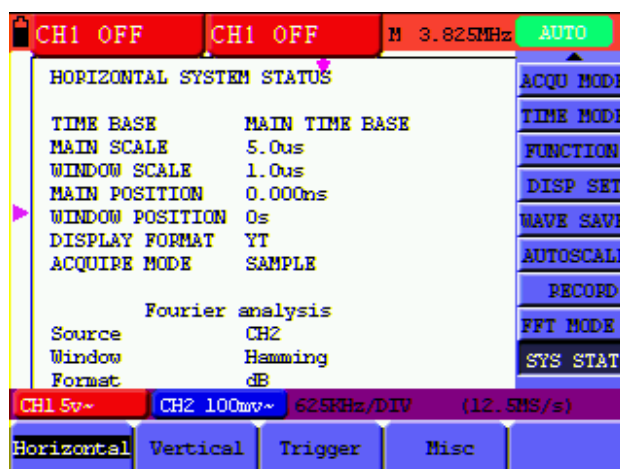 CH1 OFF
CH1 OFF
M 3.825MHz
AUTO
HORIZONTAL SYSTEM STATUS
TIME BASE MAIN TIME BASE
MAIN SCALE 5.0us
WINDOW SCALE 1.0us
MAIN POSITION 0.000ns
WINDOW POSITION 0s
DISPLAY FORMAT YT
ACQUIRE MODE SAMPLE
Fourier analysis
Source CH2
Window Hamming
Format dB
ACQU MODE
TIME MODE
FUNCTION
DISP SET
WAVE SAVE
AUTOSCALE
RECORD
FFT MODE
SYS STAT
CH1 5v~
CH2 100mv~
625KHz/DIV (12.5MS/s)
Horizontal
Vertical
Trigger
Misc